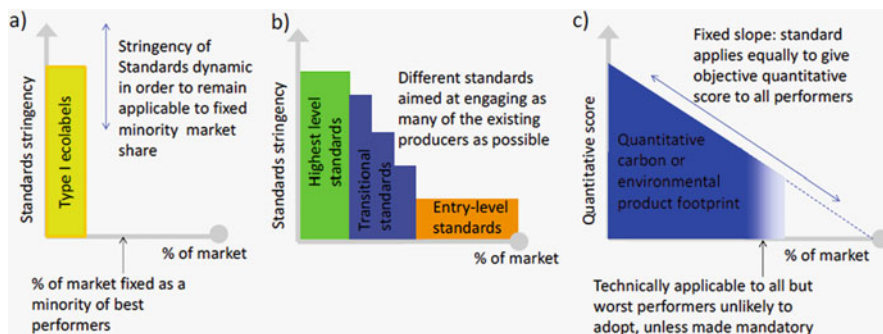 a)
Standards stringency
Type I ecolabels
Stringency of
Standards dynamic
in order to remain
applicable to fixed
minority market
share
% of market
% of market fixed as a
minority of best
performers
b)
Standards stringency
Highest level
standards
Transitional
standards
Different standards
aimed at engaging as
many of the existing
producers as possible
Entry-level
standards
% of market
c)
Quantitative score
Fixed slope: standard
applies equally to give
objective quantitative
score to all performers
Quantitative
carbon or
environmental
product footprint
% of market
Technically applicable to all but
worst performers unlikely to
adopt, unless made mandatory